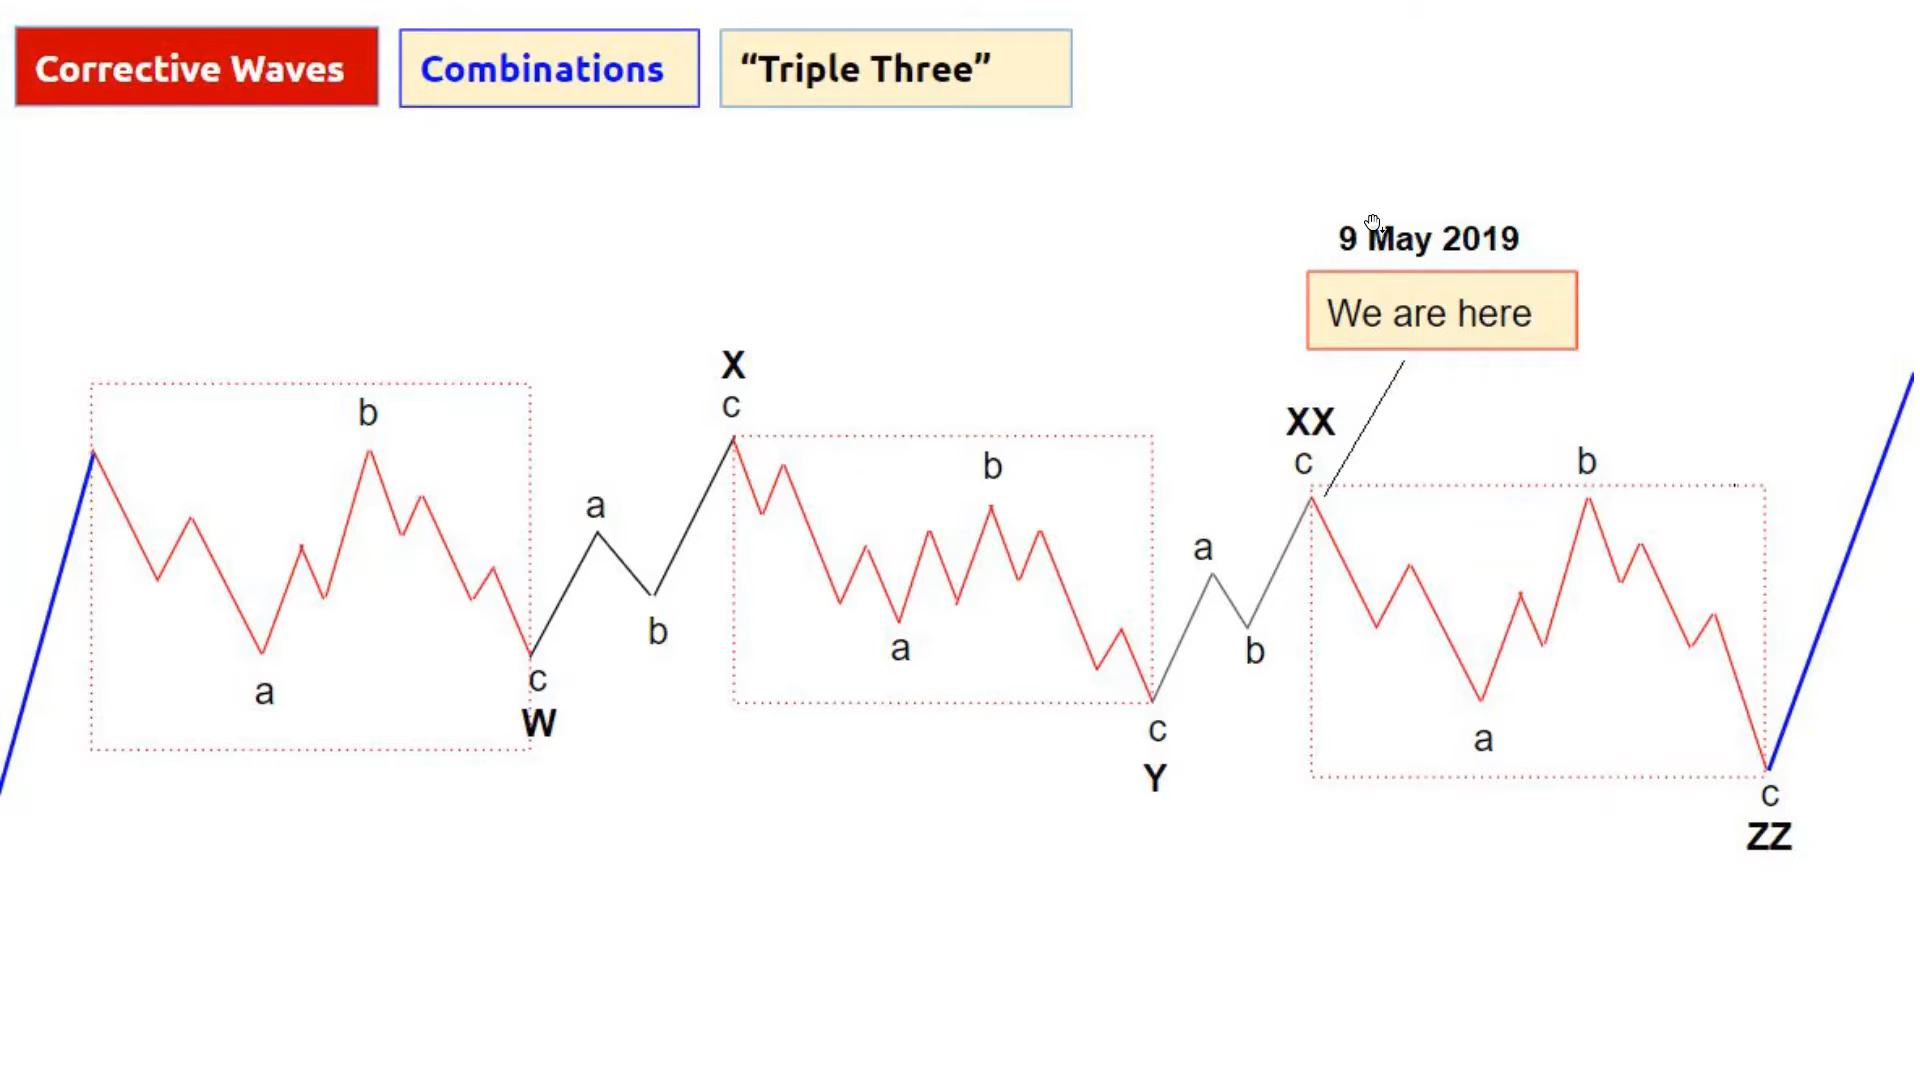 Corrective Waves
Combinations
“Triple Three”
9 May 2019
We are here
X
c
b
XX
c
b
b
a
a
c
W
b
a
a
b
c
Y
a
c
ZZ